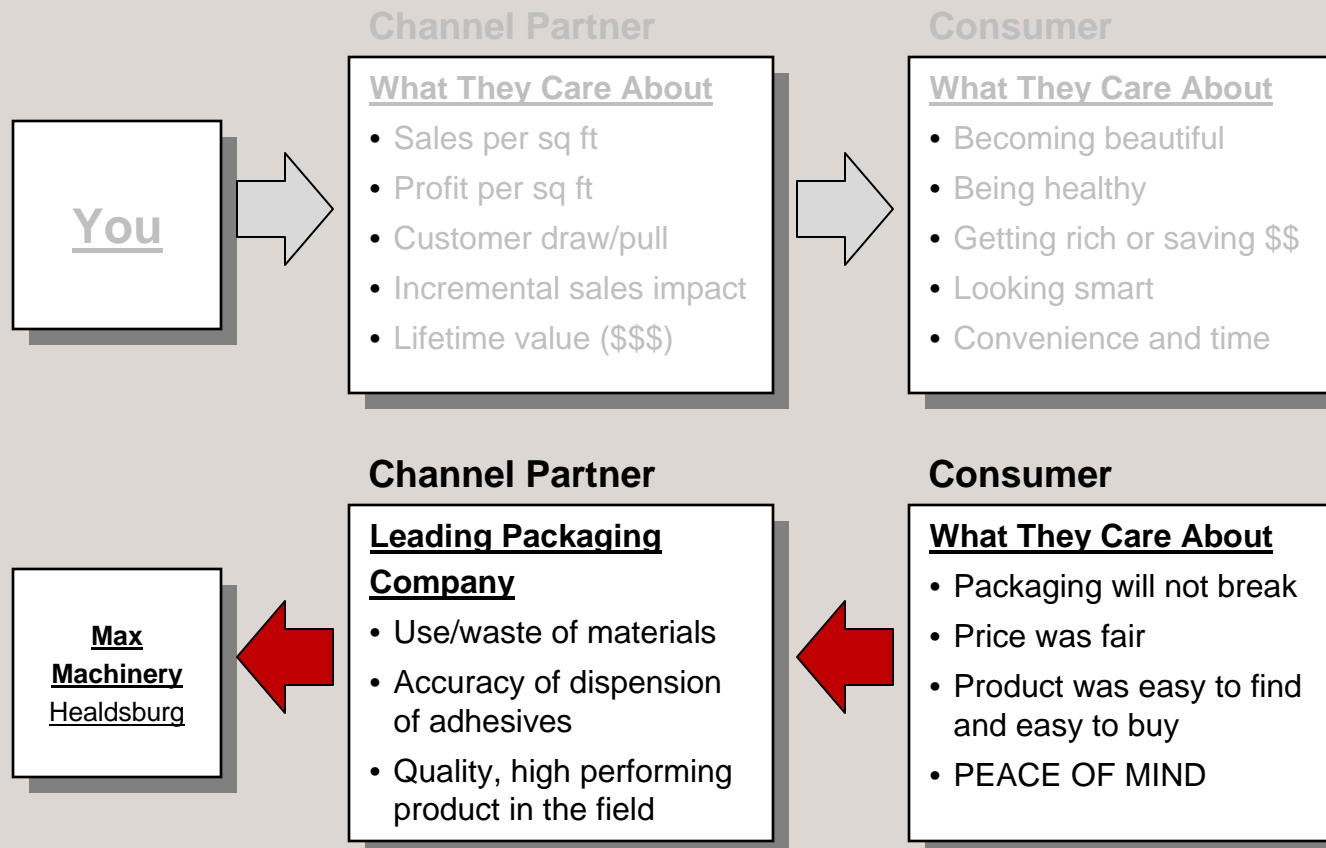 Channel Partner
What They Care About
• Sales per sq ft
• Profit per sq ft
• Customer draw/pull
• Incremental sales impact
• Lifetime value ($$$)
Consumer
What They Care About
• Becoming beautiful
• Being healthy
• Getting rich or saving $$
• Looking smart
• Convenience and time
You
Channel Partner
Leading Packaging
Company
• Use/waste of materials
• Accuracy of dispension
of adhesives
• Quality, high performing
product in the field
Consumer
What They Care About
• Packaging will not break
• Price was fair
• Product was easy to find
and easy to buy
• PEACE OF MIND
Max
Machinery
Healdsburg